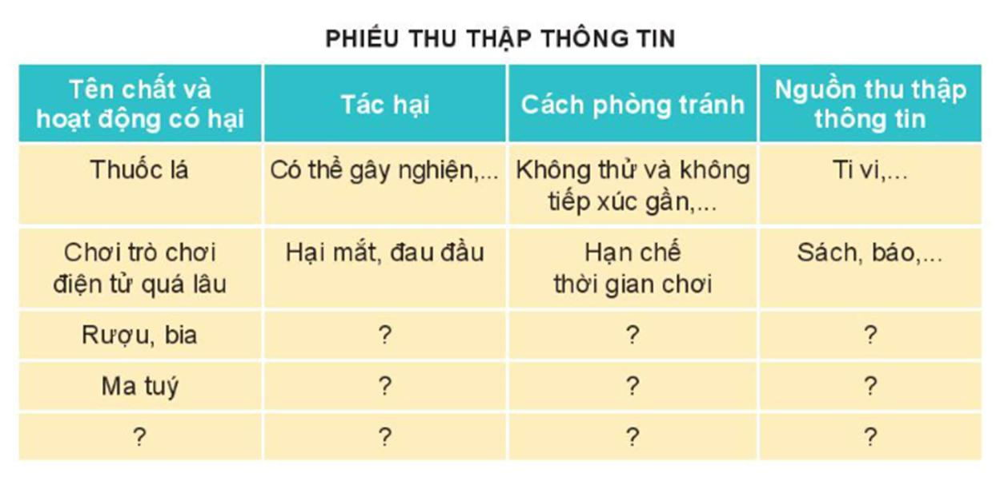 PHIẾU THU THẬP THÔNG TIN
Tên chất và
hoạt động có hại
Tác hại
Cách phòng tránh
Nguồn thu thập
thông tin
Thuốc lá
Có thể gây nghiện,...
Không thử và không
tiếp xúc gần,...
Ti vi,...
Chơi trò chơi
điện tử quá lâu
Hại mắt, đau đầu
Hạn chế
thời gian chơi
Sách, báo,...
Rượu, bia
?
?
?
Ma tuý
?
?
?
?
?
?
?